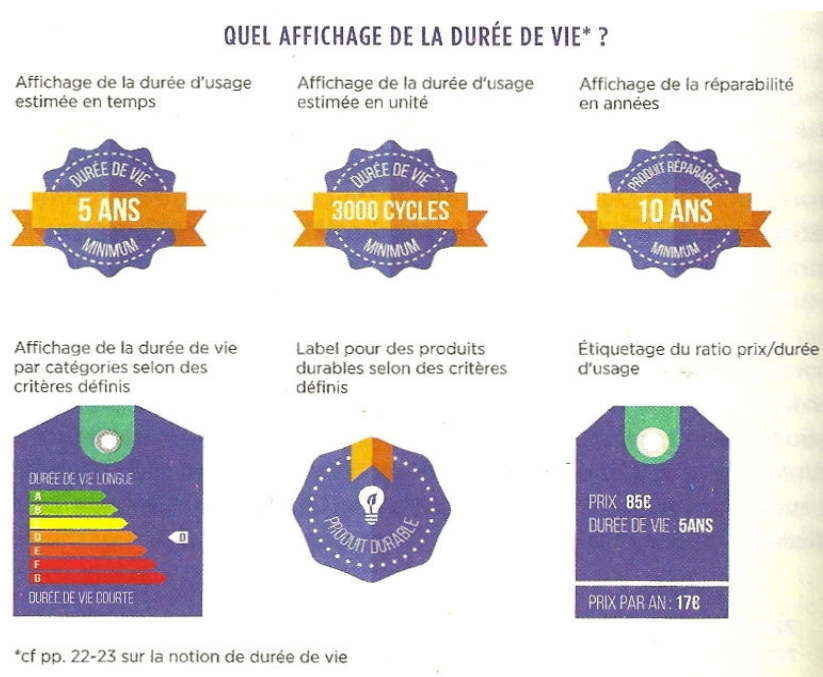 QUEL AFFICHAGE DE LA DURÉE DE VIE* ?
Affichage de la durée d'usage
estimée en temps
DURÉE DE VIE
5 ANS
MINIMUM
Affichage de la durée d'usage
estimée en unité
DURÉE DE VIE
3000 CYCLES
MINIMUM
Affichage de la réparabilité
en années
PRODUIT RÉPARABLE
10 ANS
MINIMUM
Affichage de la durée de vie
par catégories selon des
critères définis
DURÉE DE VIE LONGUE
A
B
D
D
E
F
G
DURÉE DE VIE COURTE
Label pour des produits
durables selon des critères
définis
PRODUIT DURABLE
Étiquetage du ratio prix/durée
d'usage
PRIX : 85€
DURÉE DE VIE : 5ANS
PRIX PAR AN : 17€
*cf pp. 22-23 sur la notion de durée de vie